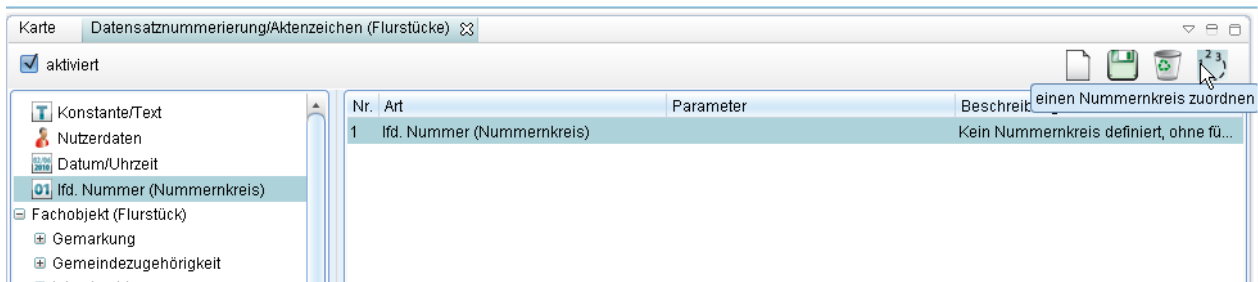 Karte Datensatznummerierung/Aktenzeichen (Flurstücke)
aktiviert
einen Nummernkreis zuordnen
Nr. Art Parameter
Konstante/Text
1 lfd. Nummer (Nummernkreis) Kein Nummernkreis definiert, ohne fü...
Nutzerdaten
Datum/Uhrzeit
01 lfd. Nummer (Nummernkreis)
Fachobjekt (Flurstück)
Gemarkung
Gemeindezugehörigkeit